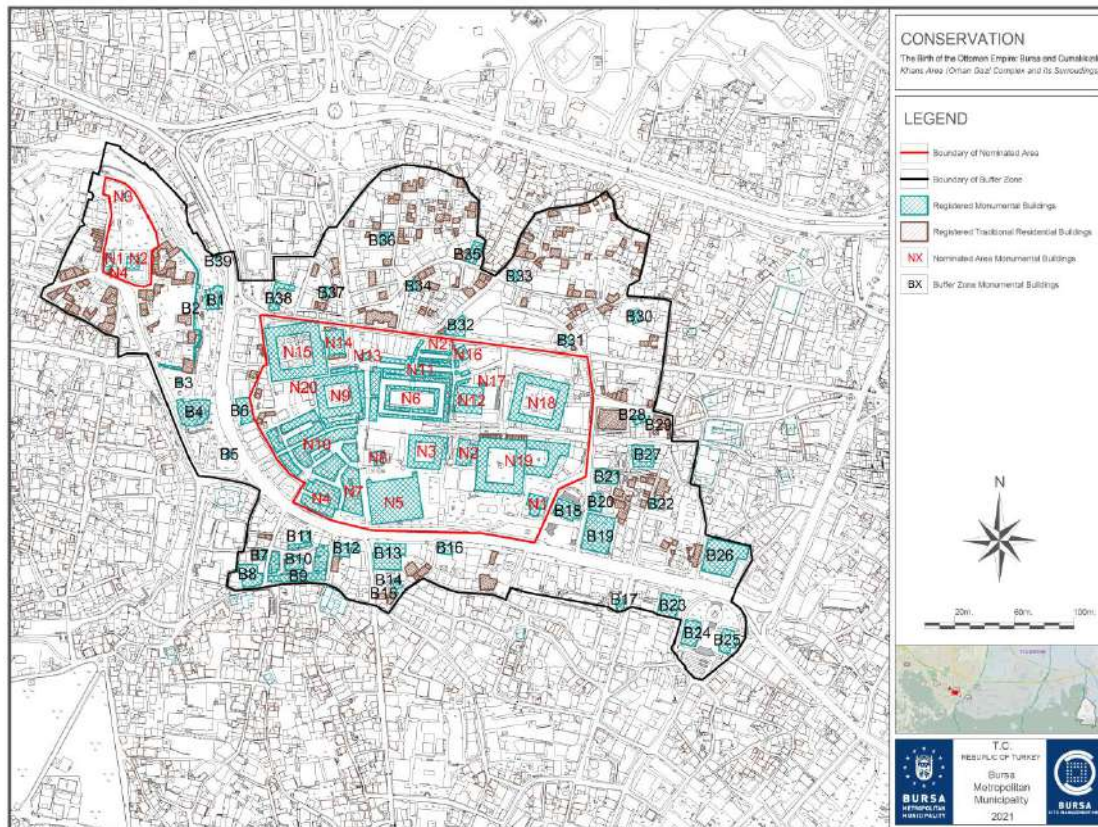 CONSERVATION
The Birth of the Ottoman Empire: Bursa and Cumalıkızık
Khans Area (Orhan Gazi Complex and its Surroudings)
LEGEND
Boundary of Nominated Area
Boundary of Buffer Zone
Registered Monumental Buildings
Registered Traditional Residential Buildings
NX Nominated Area Monumental Buildings
BX Buffer Zone Monumental Buildings
N
20m. 60m. 100m.
T.C.
REBUPLIC OF TURKEY
Bursa
Metropolitan
Municipality
2021
BURSA
METROPOLITAN
MUNICIPALITY
BURSA
B36
B35
B39
B33
N1 N2
N4
B34
B37
B38
B1
B2
B30
B32
B31
N14
N15
N13
N16
N11
N17
B3
N20
N9
N6
N12
N18
B4
B6
B28
B29
N10
N3
N2
N19
B27
B5
B21
N4
N7
N5
N1
B20
B22
B18
B19
B11
B12
B13
B16
B26
B7
B10
B8
B9
B14
B15
B17
B23
B24
B25